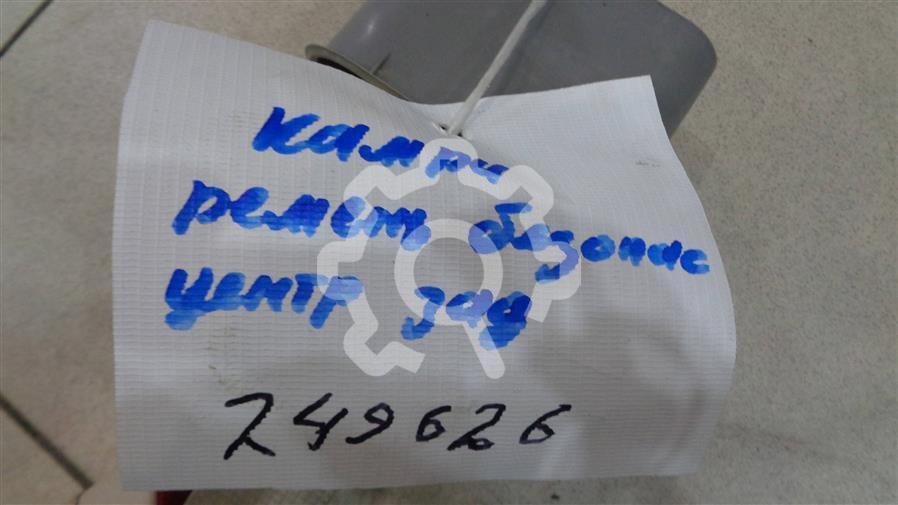 камри
ремень безопас
центр зад
249626